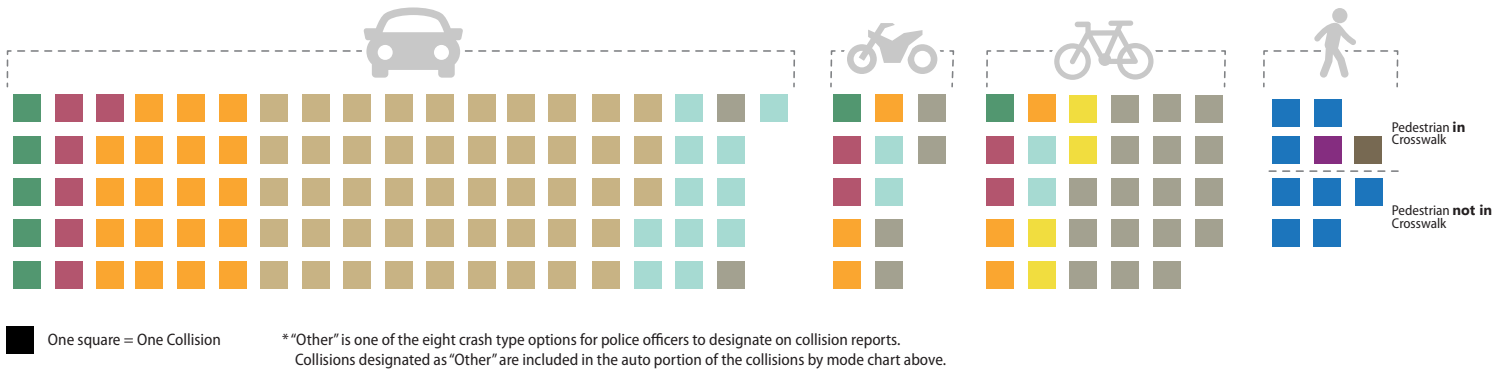 Pedestrian in
Crosswalk
Pedestrian not in
Crosswalk
One square = One Collision
* “Other” is one of the eight crash type options for police officers to designate on collision reports.
Collisions designated as “Other” are included in the auto portion of the collisions by mode chart above.